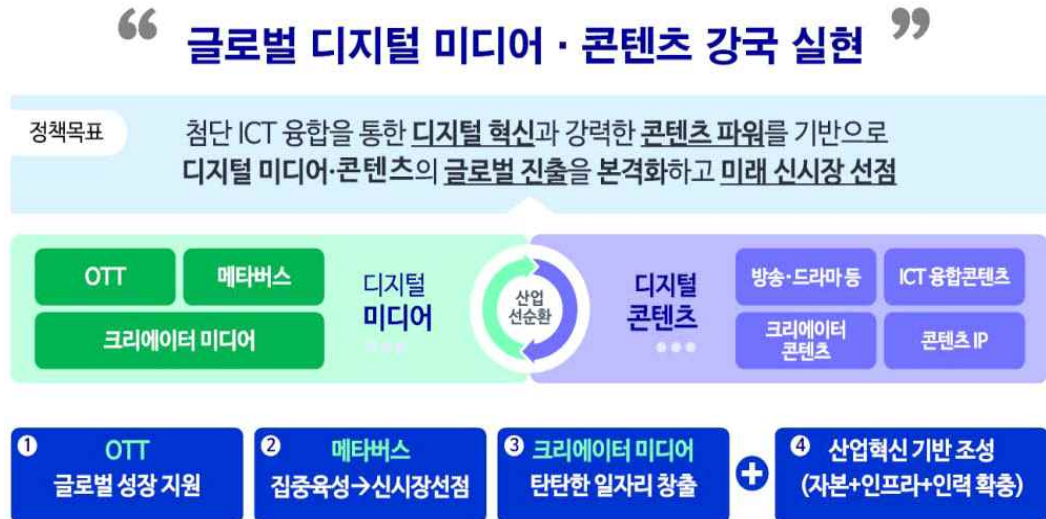 “ 글로벌 디지털 미디어 · 콘텐츠 강국 실현 ”
정책목표
첨단 ICT 융합을 통한 디지털 혁신과 강력한 콘텐츠 파워를 기반으로
디지털 미디어·콘텐츠의 글로벌 진출을 본격화하고 미래 신시장 선점
OTT
메타버스
크리에이터 미디어
디지털
미디어
산업
선순환
디지털
콘텐츠
방송·드라마 등
ICT 융합콘텐츠
크리에이터
콘텐츠
콘텐츠 IP
① OTT
글로벌 성장 지원
② 메타버스
집중육성→신시장선점
③ 크리에이터 미디어
탄탄한 일자리 창출
+
④ 산업혁신 기반 조성
(자본+인프라+인력 확충)